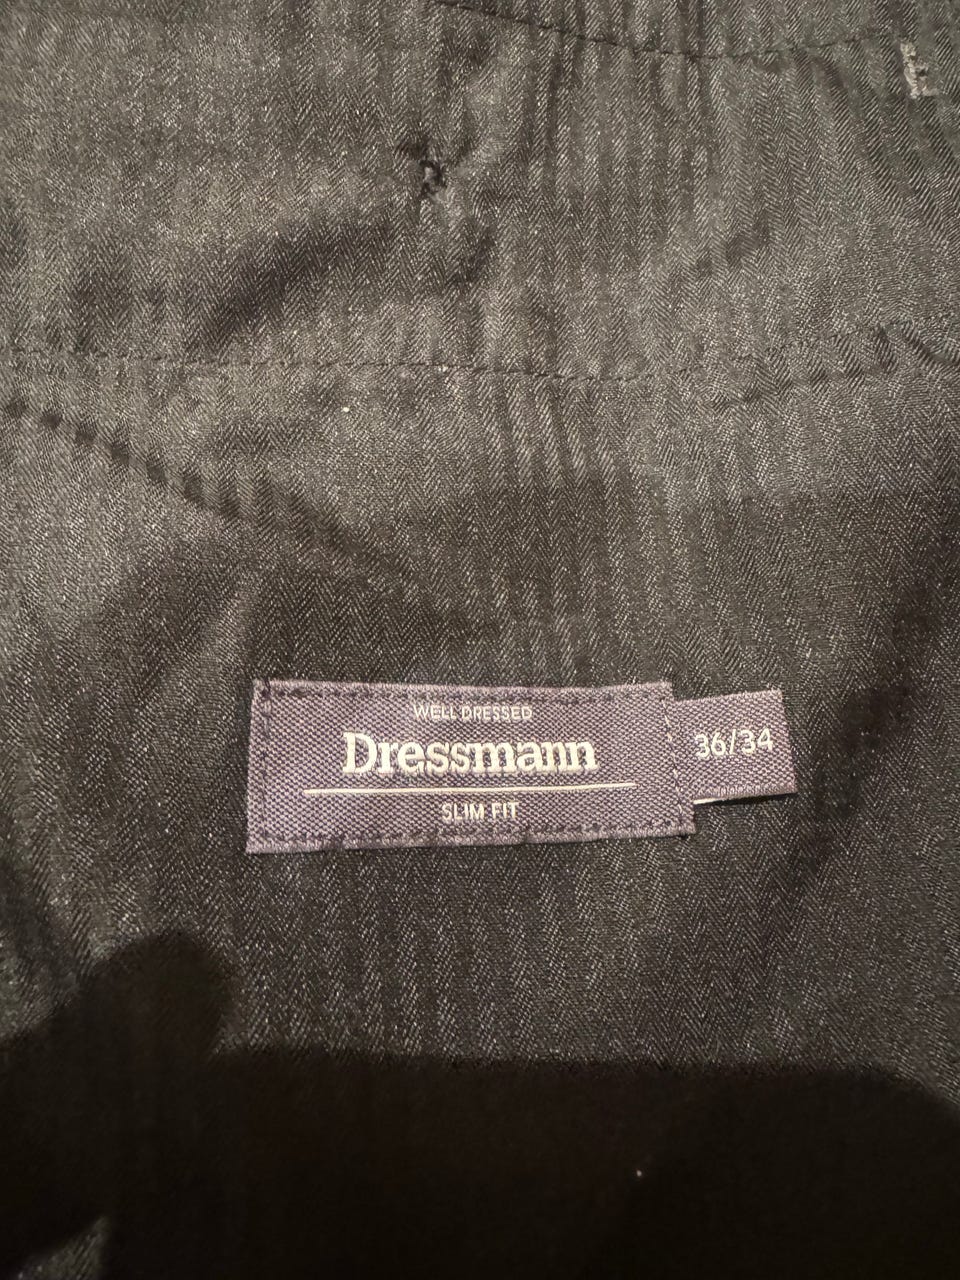 WELL DRESSED
Dressmann
SLIM FIT
36/34